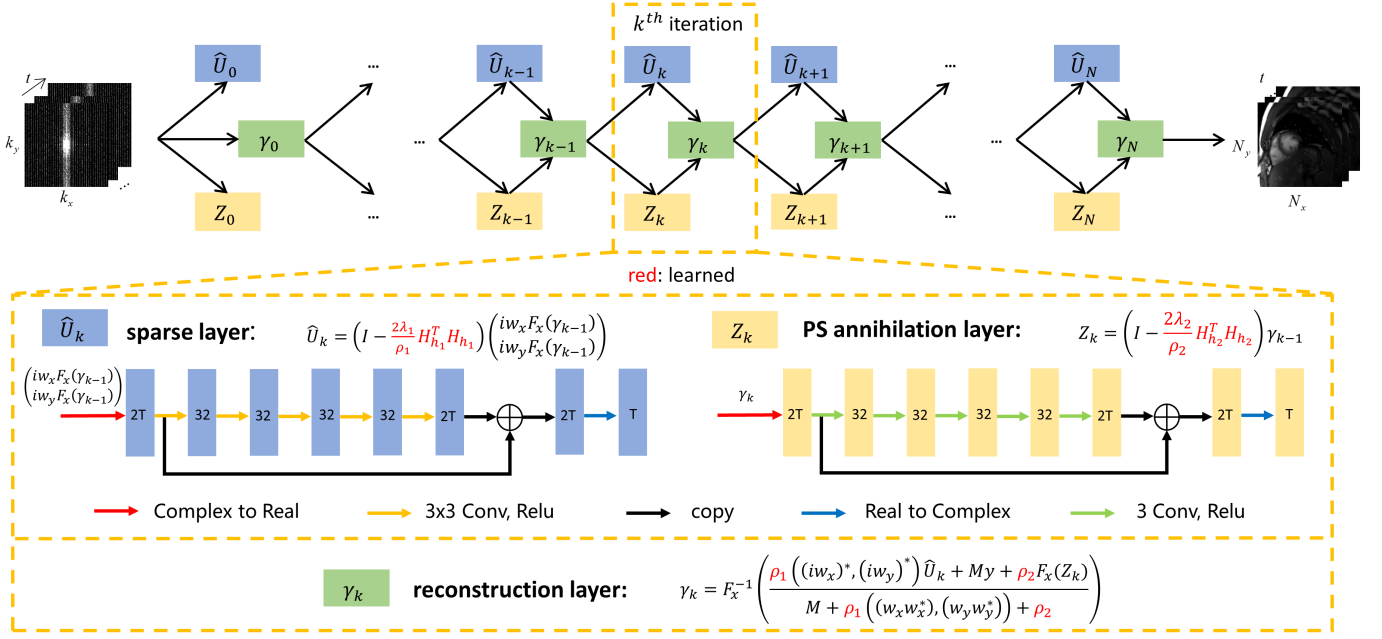 k^th iteration
Û_0 ... Û_{k−1} Û_k Û_{k+1} ... Û_N
t
t
k_y
γ_0 ... γ_{k−1} γ_k γ_{k+1} ... γ_N
N_y
...
k_x
N_x
Z_0 ... Z_{k−1} Z_k Z_{k+1} ... Z_N
red: learned
Û_k sparse layer: Û_k = (I − \frac{2λ_1}{ρ_1} H_{h_1}^T H_{h_1}) \binom{iw_x F_x(γ_{k−1})}{iw_y F_x(γ_{k−1})}
\binom{iw_x F_x(γ_{k−1})}{iw_y F_x(γ_{k−1})}
2T 32 32 32 32 2T 2T T
Z_k PS annihilation layer: Z_k = (I − \frac{2λ_2}{ρ_2} H_{h_2}^T H_{h_2}) γ_{k−1}
γ_k
2T 32 32 32 32 2T 2T T
Complex to Real 3x3 Conv, Relu copy Real to Complex 3 Conv, Relu
γ_k reconstruction layer: γ_k = F_x^{−1} ( \frac{ρ_1 ((iw_x)^*, (iw_y)^*) Û_k + My + ρ_2 F_x(Z_k)}{M + ρ_1 ((w_x w_x^*), (w_y w_y^*)) + ρ_2} )